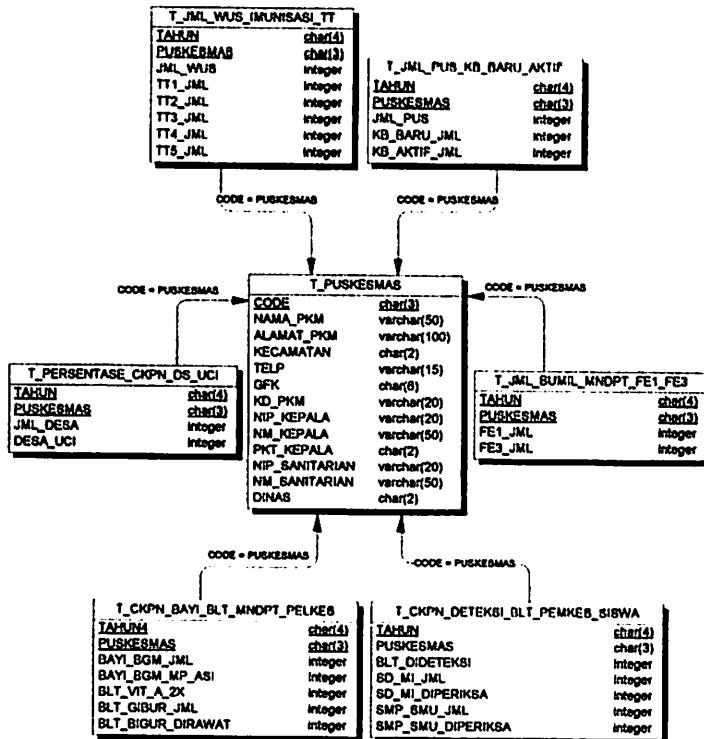 T_JML_WUS_IMUNISASI_TT
TAHUN char(4)
PUSKESMAS char(3)
JML_WUS integer
TT1_JML integer
TT2_JML integer
TT3_JML integer
TT4_JML integer
TT5_JML integer
T_JML_PUS_KB_BARU_AKTIF
TAHUN char(4)
PUSKESMAS char(3)
JML_PUS integer
KB_BARU_JML integer
KB_AKTIF_JML integer
CODE = PUSKESMAS
CODE = PUSKESMAS
CODE = PUSKESMAS
CODE = PUSKESMAS
T_PUSKESMAS
CODE char(3)
NAMA_PKM varchar(50)
ALAMAT_PKM varchar(100)
KECAMATAN char(2)
TELP varchar(15)
GFK char(6)
KD_PKM varchar(20)
NIP_KEPALA varchar(20)
NM_KEPALA varchar(50)
PKT_KEPALA char(2)
NIP_SANITARIAN varchar(20)
NM_SANITARIAN varchar(50)
DINAS char(2)
T_PERSENTASE_CKPN_DS_UCI
TAHUN char(4)
PUSKESMAS char(3)
JML_DESA integer
DESA_UCI integer
T_JML_BUMIL_MNDPT_FE1_FE3
TAHUN char(4)
PUSKESMAS char(3)
FE1_JML integer
FE3_JML integer
CODE = PUSKESMAS
CODE = PUSKESMAS
T_CKPN_BAYI_BLT_MNDPT_PELKES
TAHUN4 char(4)
PUSKESMAS char(3)
BAYI_BGM_JML integer
BAYI_BGM_MP_ASI integer
BLT_VIT_A_2X integer
BLT_GIBUR_JML integer
BLT_BIGUR_DIRAWAT integer
T_CKPN_DETEKSI_BLT_PEMKES_SISWA
TAHUN char(4)
PUSKESMAS char(3)
BLT_DIDETEKSI integer
SD_MI_JML integer
SD_MI_DIPERIKSA integer
SMP_SMU_JML integer
SMP_SMU_DIPERIKSA integer